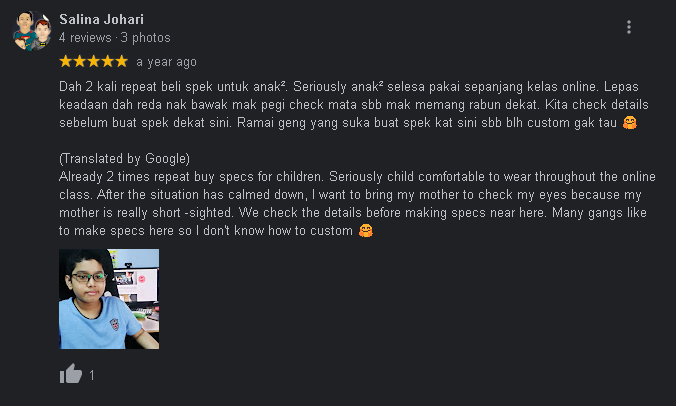 Salina Johari
4 reviews · 3 photos
a year ago
Dah 2 kali repeat beli spek untuk anak². Seriously anak² selesa pakai sepanjang kelas online. Lepas
keadaan dah reda nak bawak mak pegi check mata sbb mak memang rabun dekat. Kita check details
sebelum buat spek dekat sini. Ramai geng yang suka buat spek kat sini sbb blh custom gak tau 🤗
(Translated by Google)
Already 2 times repeat buy specs for children. Seriously child comfortable to wear throughout the online
class. After the situation has calmed down, I want to bring my mother to check my eyes because my
mother is really short -sighted. We check the details before making specs near here. Many gangs like
to make specs here so I don't know how to custom 🤗
1